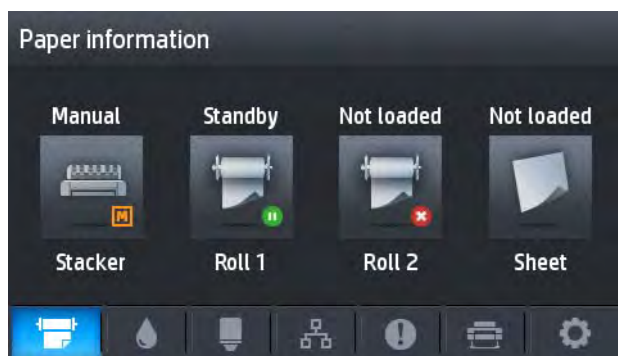 Paper information
Manual Standby Not loaded Not loaded
M
Stacker Roll 1 Roll 2 Sheet